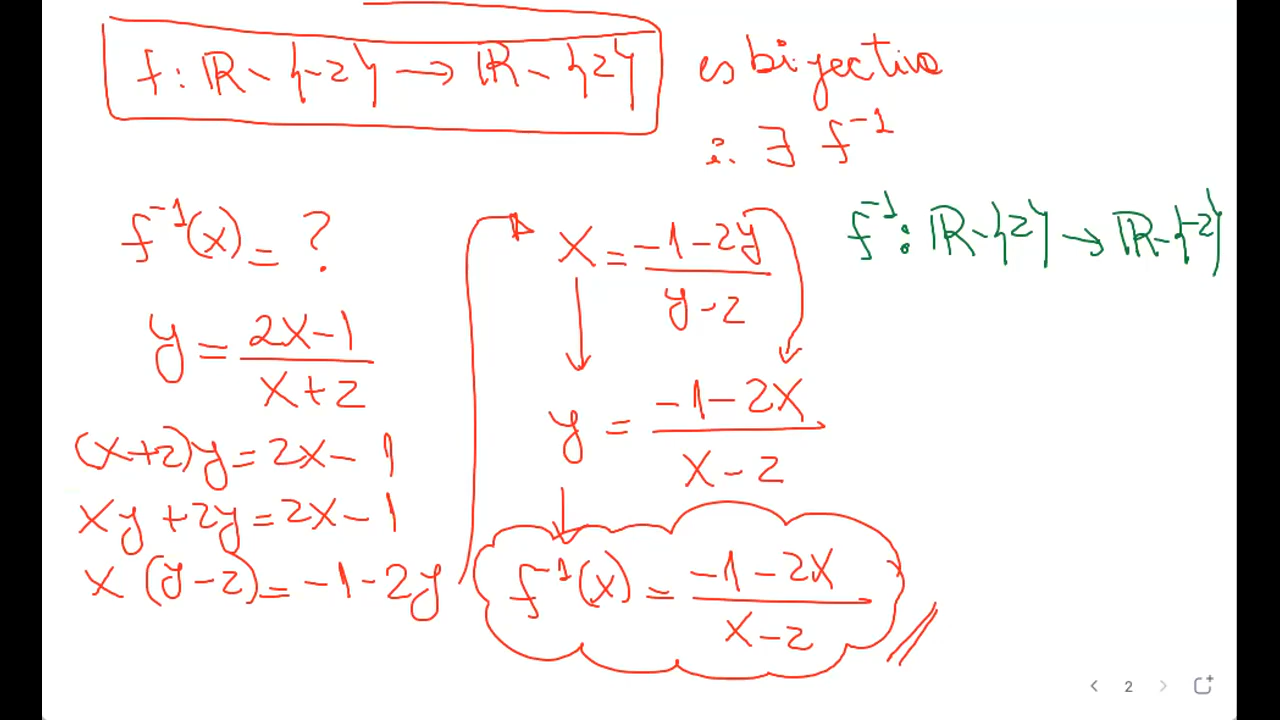 f: ℝ - {-2} → ℝ - {2} es bijectiva
∴ ∃ f⁻¹
f⁻¹(x) = ?
y = (2x-1)/(x+2)
(x+2)y = 2x - 1
xy + 2y = 2x - 1
x (y-2) = -1 - 2y
x = (-1-2y)/(y-2)
y = (-1-2x)/(x-2)
f⁻¹(x) = (-1-2x)/(x-2)
f⁻¹: ℝ-{2} → ℝ-{-2}
2